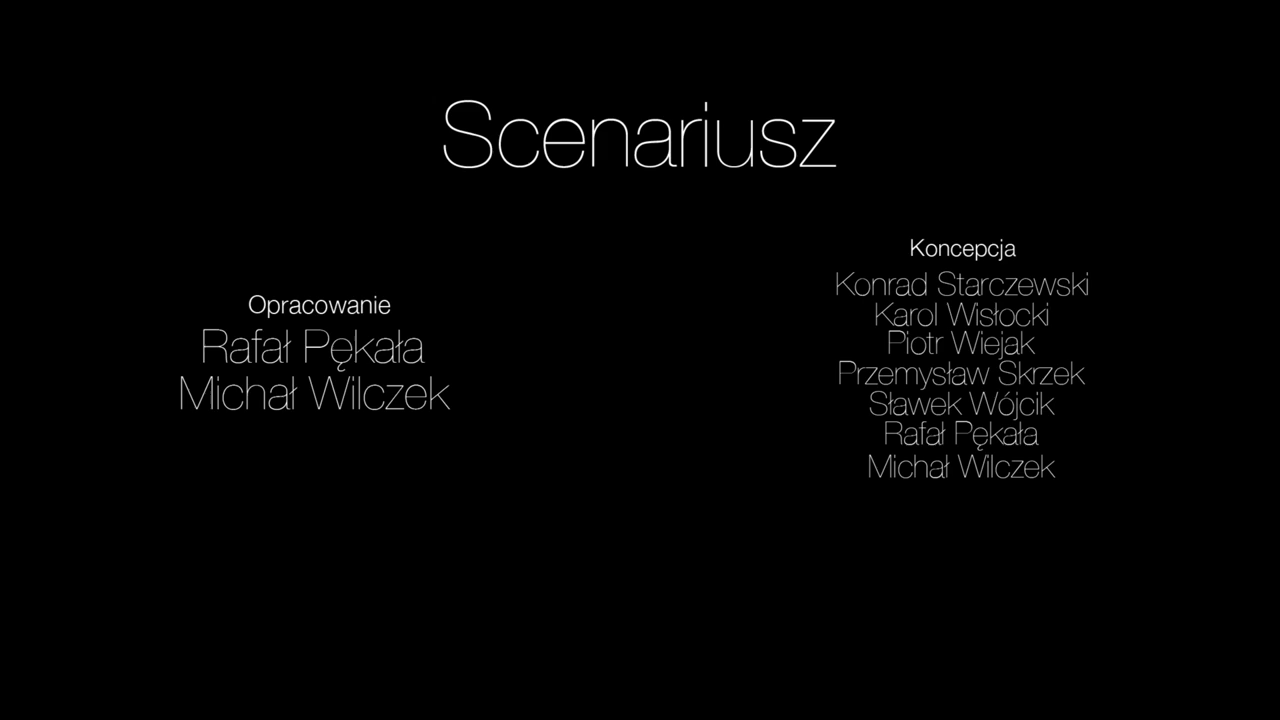 Scenariusz
Opracowanie
Rafał Pękała
Michał Wilczek
Koncepcja
Konrad Starczewski
Karol Wisłocki
Piotr Wiejak
Przemysław Skrzek
Sławek Wójcik
Rafał Pękała
Michał Wilczek